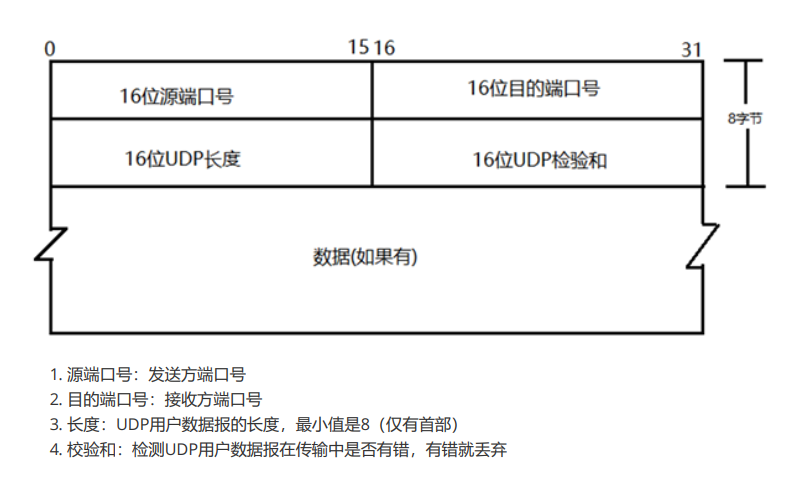 0 15 16 31
16位源端口号 16位目的端口号
8字节
16位UDP长度 16位UDP检验和
数据(如果有)
1. 源端口号：发送方端口号
2. 目的端口号：接收方端口号
3. 长度：UDP用户数据报的长度，最小值是8（仅有首部）
4. 校验和：检测UDP用户数据报在传输中是否有错，有错就丢弃